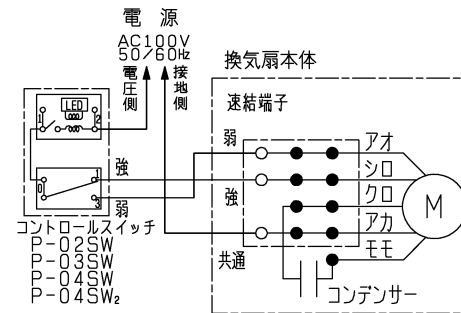 電源
AC100V
50/60Hz
電圧側
接地側
換気扇本体
速結端子
LED
1
2
0
1
3
強
弱
コントロールスイッチ
P-02SW
P-03SW
P-04SW
P-04SW₂
弱
強
共通
アオ
シロ
クロ
アカ
モモ
M
コンデンサー